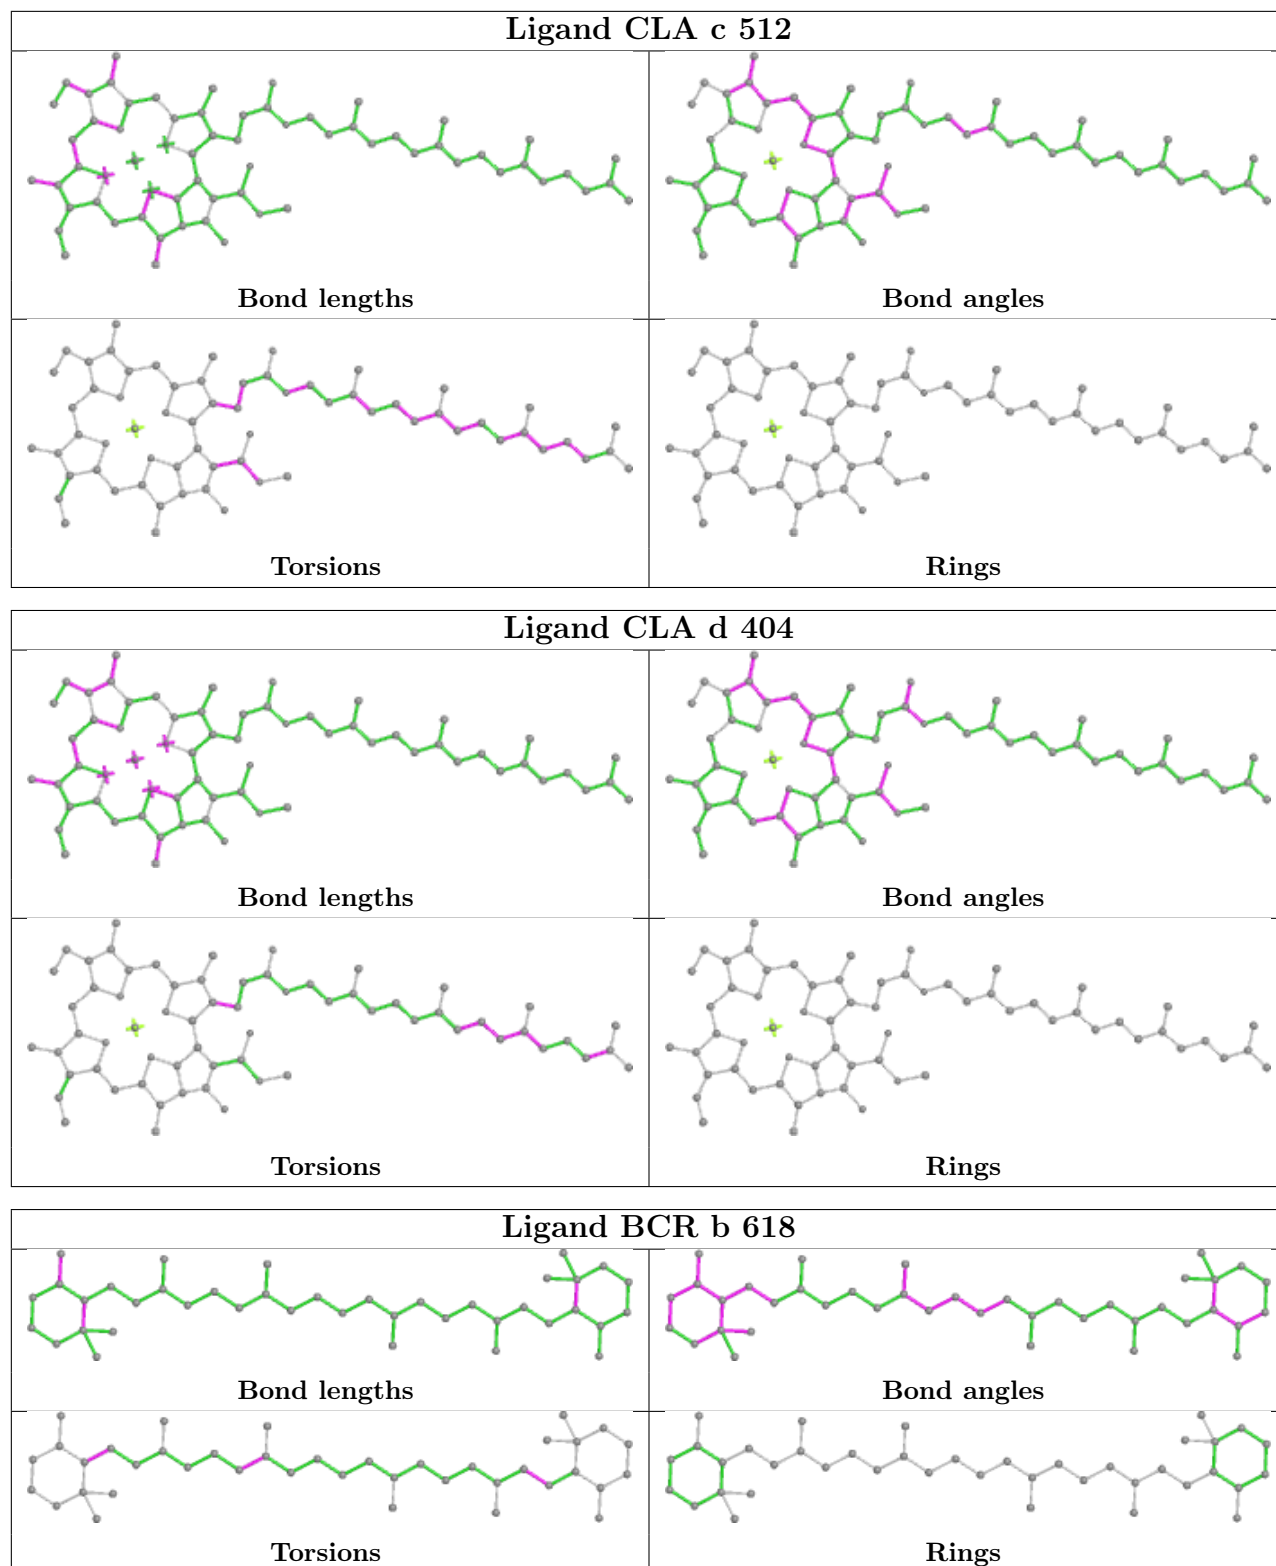 Ligand CLA c 512
Bond lengths
Bond angles
Torsions
Rings
Ligand CLA d 404
Bond lengths
Bond angles
Torsions
Rings
Ligand BCR b 618
Bond lengths
Bond angles
Torsions
Rings